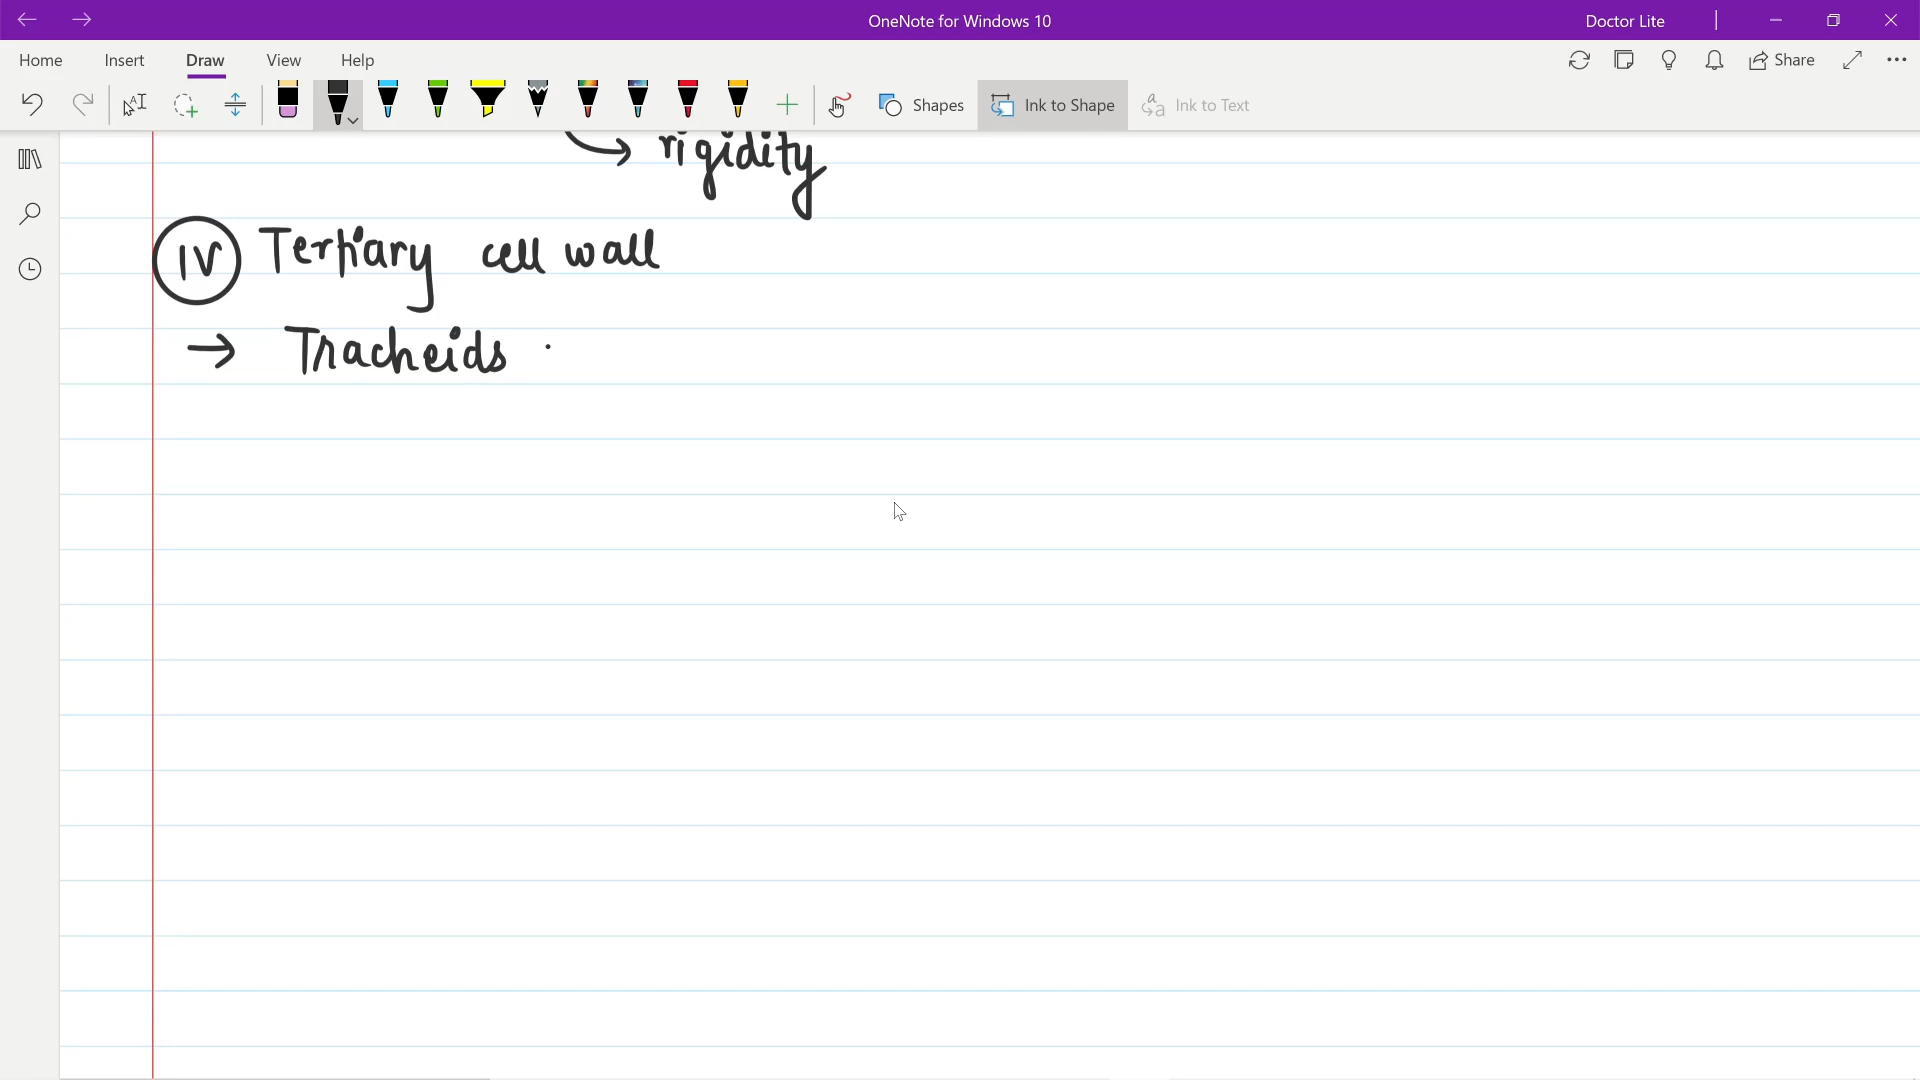 OneNote for Windows 10
Doctor Lite
Home Insert Draw View Help
Share
Shapes Ink to Shape Ink to Text
→ rigidity
IV Tertiary cell wall
→ Tracheids